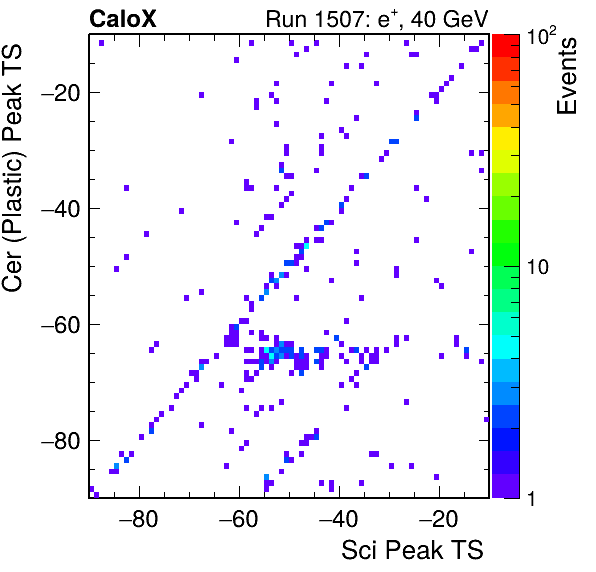 CaloX Run 1507: e⁺, 40 GeV
Cer (Plastic) Peak TS
−20
−40
−60
−80
−80 −60 −40 −20
Sci Peak TS
10²
10
1
Events